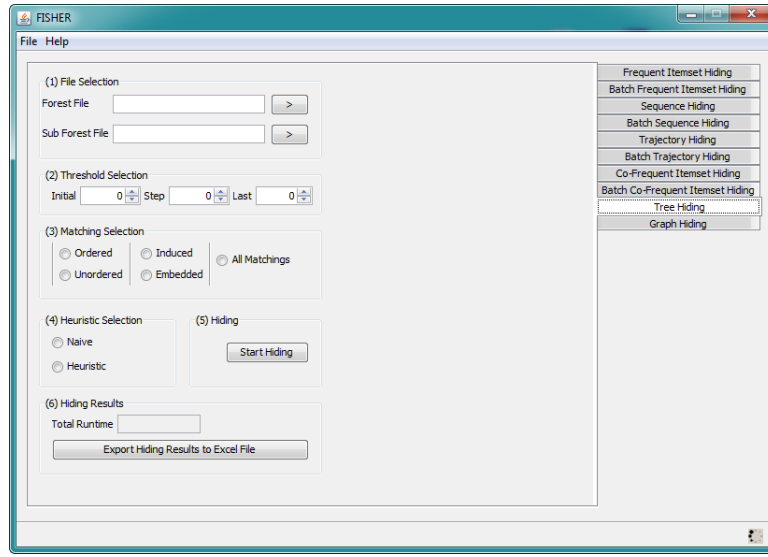 FISHER
File Help
(1) File Selection
Forest File >
Sub Forest File >
(2) Threshold Selection
Initial 0 Step 0 Last 0
(3) Matching Selection
Ordered Induced All Matchings
Unordered Embedded
(4) Heuristic Selection (5) Hiding
Naive
Start Hiding
Heuristic
(6) Hiding Results
Total Runtime
Export Hiding Results to Excel File
Frequent Itemset Hiding
Batch Frequent Itemset Hiding
Sequence Hiding
Batch Sequence Hiding
Trajectory Hiding
Batch Trajectory Hiding
Co-Frequent Itemset Hiding
Batch Co-Frequent Itemset Hiding
Tree Hiding
Graph Hiding